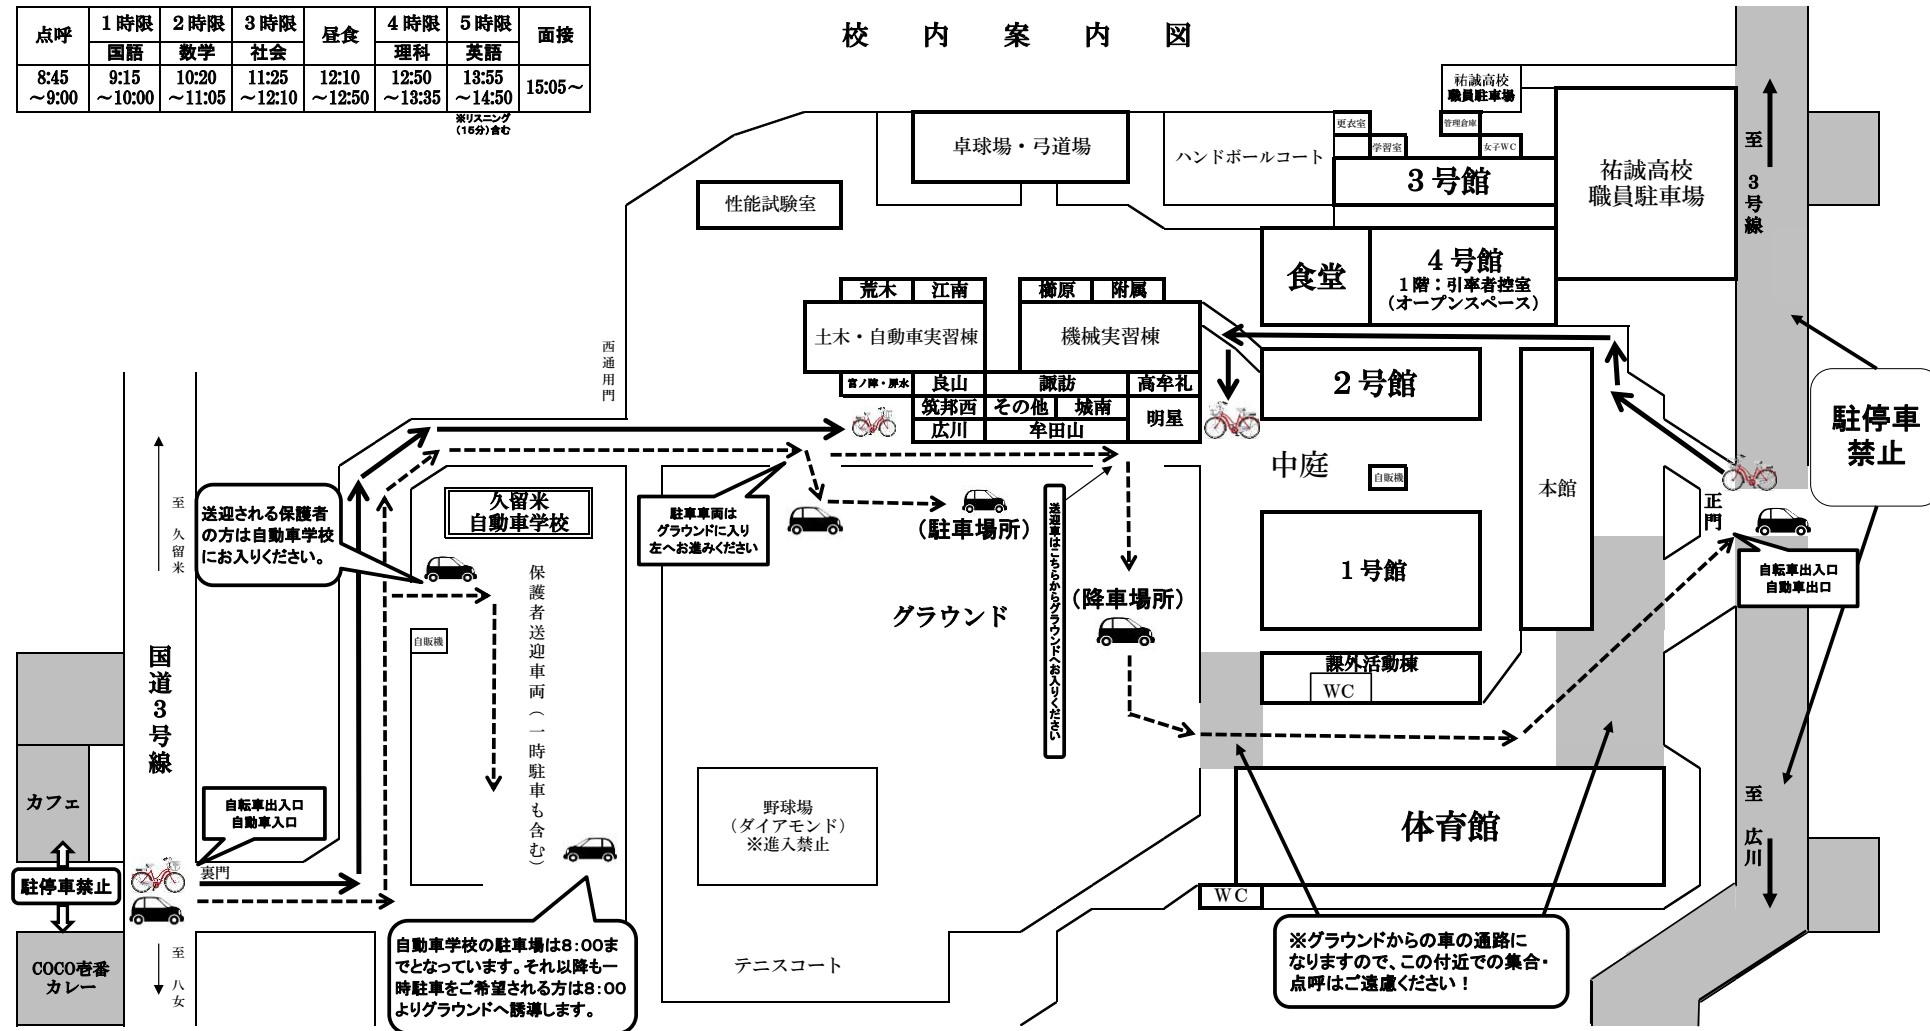 校内案内図
点呼 1時限 2時限 3時限 昼食 4時限 5時限 面接
国語 数学 社会 理科 英語
8:45 9:15 10:20 11:25 12:10 12:50 13:55 15:05～
～9:00 ～10:00 ～11:05 ～12:10 ～12:50 ～13:35 ～14:50
※リスニング
(15分)含む
祐誠高校
職員駐車場
更衣室
学習室
管理倉庫
女子WC
卓球場・弓道場
ハンドボールコート
3号館
祐誠高校
職員駐車場
至 3号線
性能試験室
食堂
4号館
1階：引率者控室
(オープンスペース)
荒木 江南
櫛原 附属
土木・自動車実習棟
機械実習棟
宮ノ陣・屏水 良山 諏訪 高牟礼
筑邦西 その他 城南 明星
広川 牟田山
西通用門
2号館
駐停車
禁止
中庭
自販機
本館
正門
至 久留米
送迎される保護者
の方は自動車学校
にお入りください。
久留米
自動車学校
駐車車両は
グラウンドに入り
左へお進みください
(駐車場所)
送迎車はこちらからグラウンドへお入りください
(降車場所)
1号館
自転車出入口
自動車出口
保護者送迎車両(一時駐車も含む)
自販機
グラウンド
国道3号線
課外活動棟
WC
カフェ
自転車出入口
自動車入口
野球場
(ダイアモンド)
※進入禁止
体育館
至 広川
裏門
駐停車禁止
WC
自動車学校の駐車場は8:00ま
でとなっています。それ以降も一
時駐車をご希望される方は8:00
よりグラウンドへ誘導します。
※グラウンドからの車の通路に
なりますので、この付近での集合・
点呼はご遠慮ください！
COCO壱番
カレー
至 八女
テニスコート